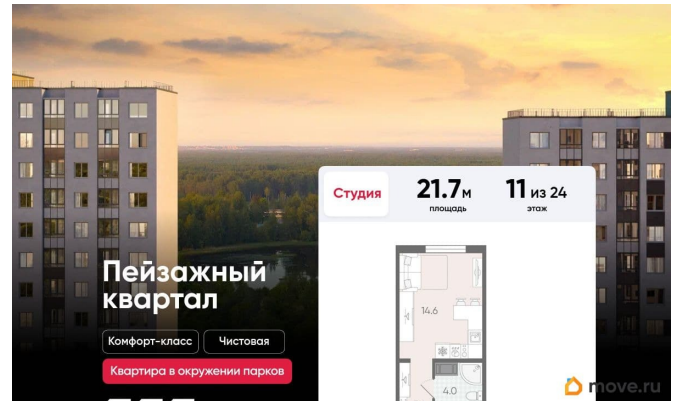 Студия
21.7 м
площадь
11 из 24
этаж
Пейзажный
квартал
14.6
Комфорт-класс
Чистовая
Квартира в окружении парков
4.0
move.ru